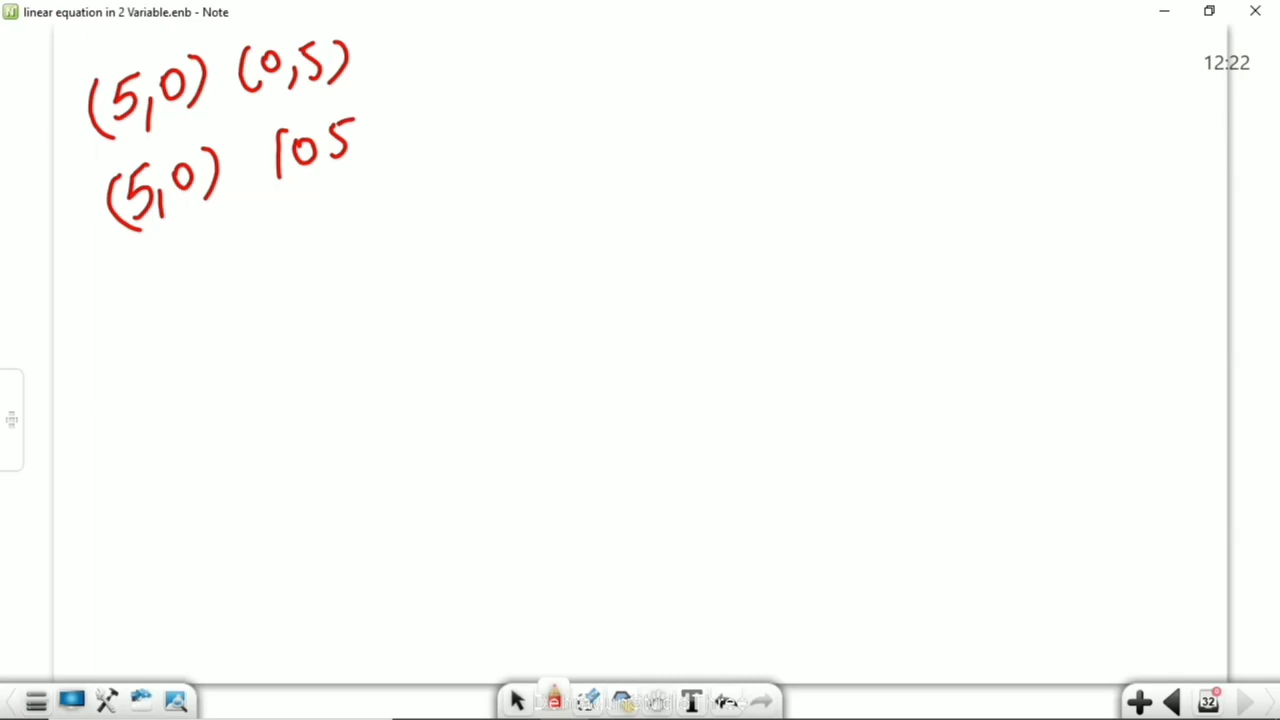 linear equation in 2 Variable.enb - Note
12:22
(5,0) (0,5)
(5,0) (0 5
32